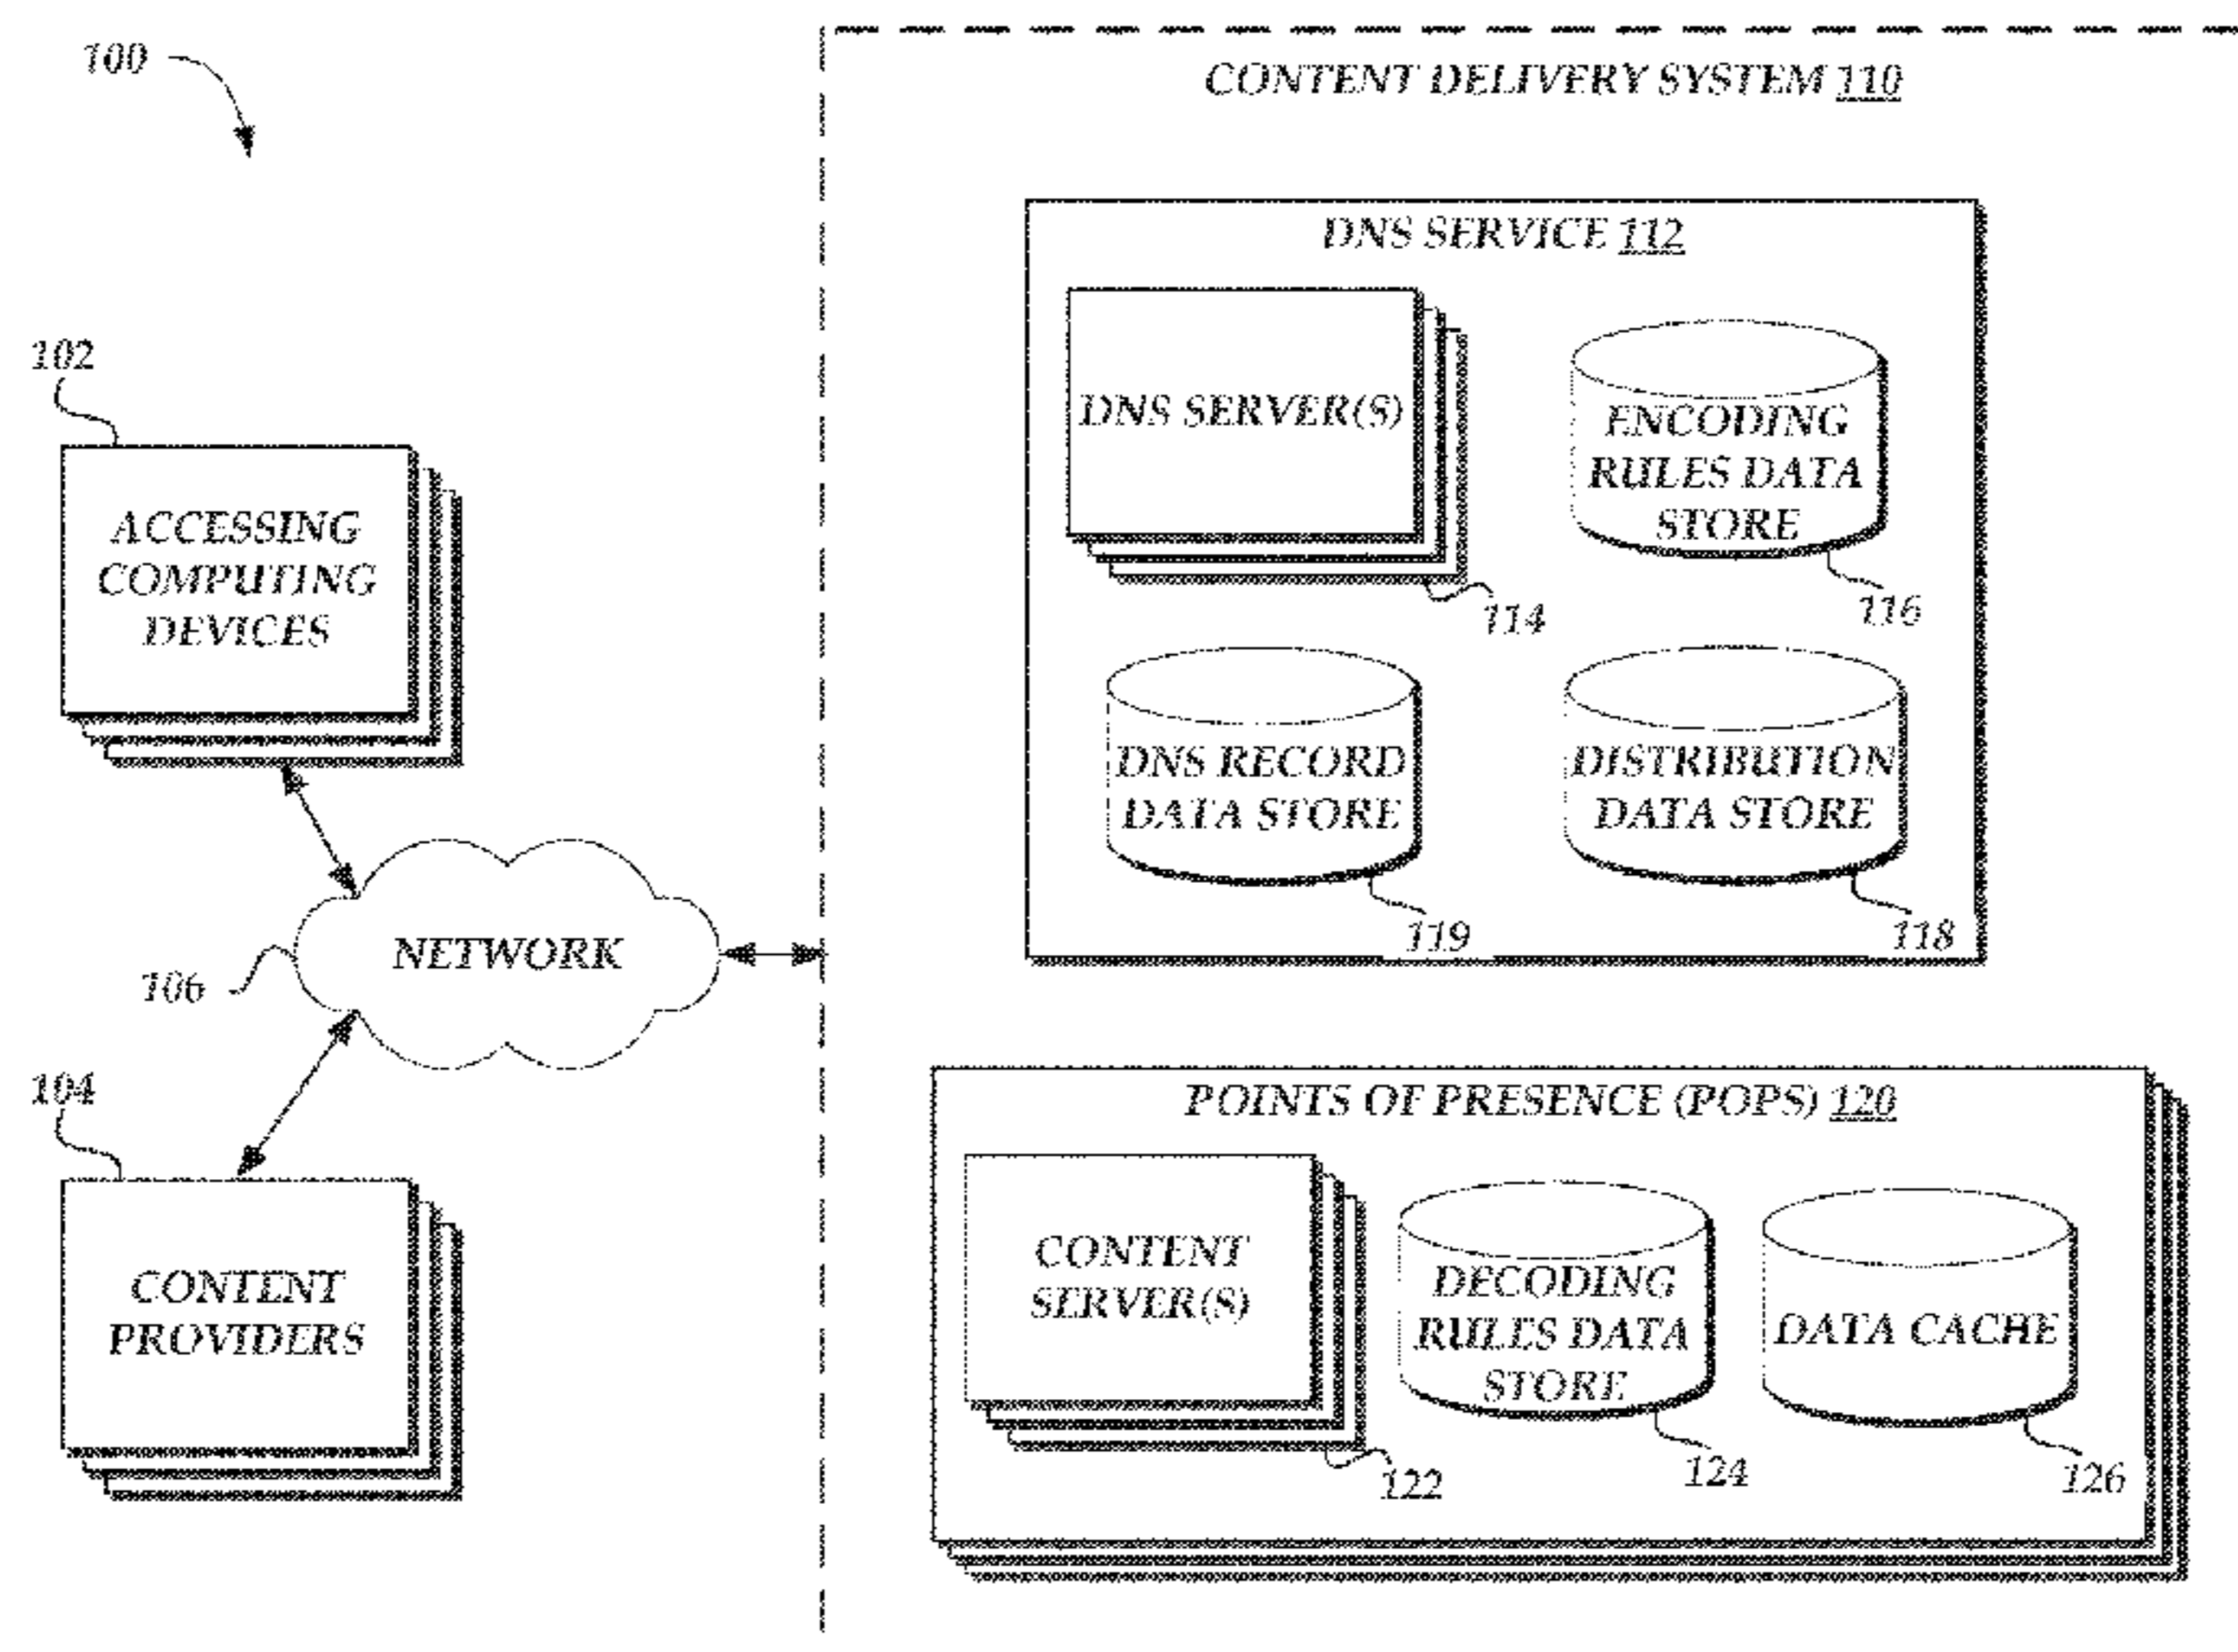 100
CONTENT DELIVERY SYSTEM 110
DNS SERVICE 112
102
DNS SERVER(S)
ENCODING
RULES DATA
STORE
ACCESSING
COMPUTING
DEVICES
114
116
DNS RECORD
DATA STORE
DISTRIBUTION
DATA STORE
119
118
NETWORK
106
104
POINTS OF PRESENCE (POPS) 120
CONTENT
PROVIDERS
CONTENT
SERVER(S)
DECODING
RULES DATA
STORE
DATA CACHE
122
124
126